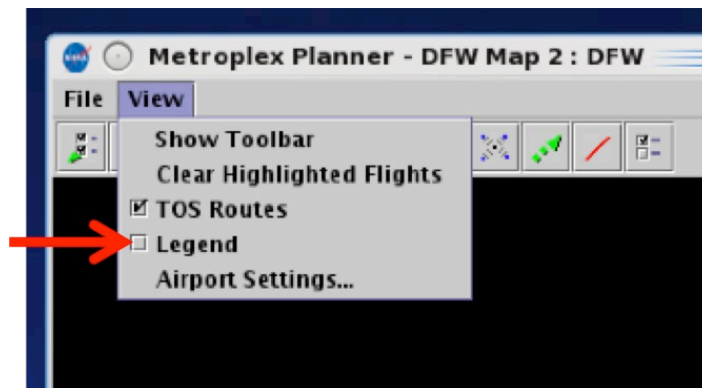 Metroplex Planner - DFW Map 2 : DFW
File View
Show Toolbar
Clear Highlighted Flights
TOS Routes
Legend
Airport Settings...